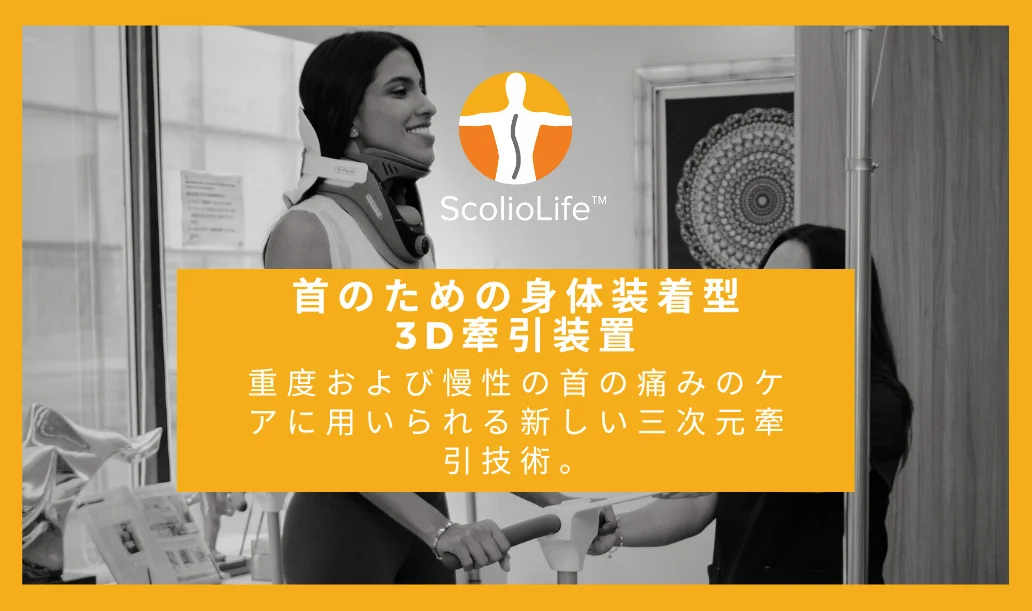 ScolioLife™
首のための身体装着型
3D牽引装置
重度および慢性の首の痛みのケ
アに用いられる新しい三次元牽
引技術。